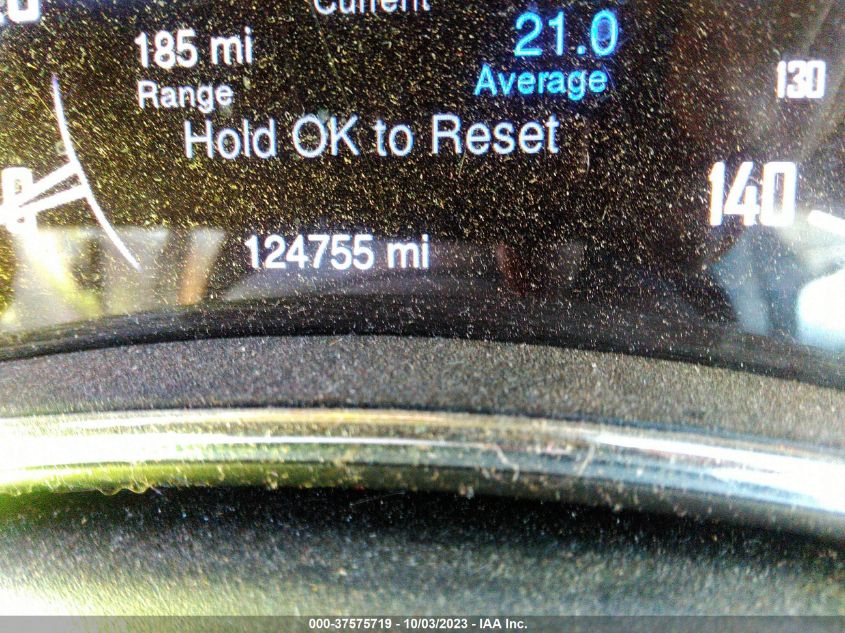 Current
185 mi
21.0
Range
Average
130
Hold OK to Reset
140
124755 mi
000-37575719 - 10/03/2023 - IAA Inc.